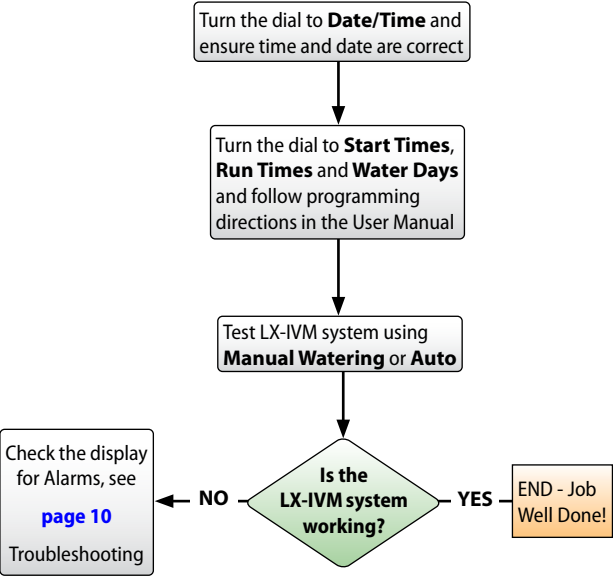 Turn the dial to Date/Time and
ensure time and date are correct
Turn the dial to Start Times,
Run Times and Water Days
and follow programming
directions in the User Manual
Test LX-IVM system using
Manual Watering or Auto
Is the
LX-IVM system
working?
NO
Check the display
for Alarms, see
page 10
Troubleshooting
YES
END - Job
Well Done!